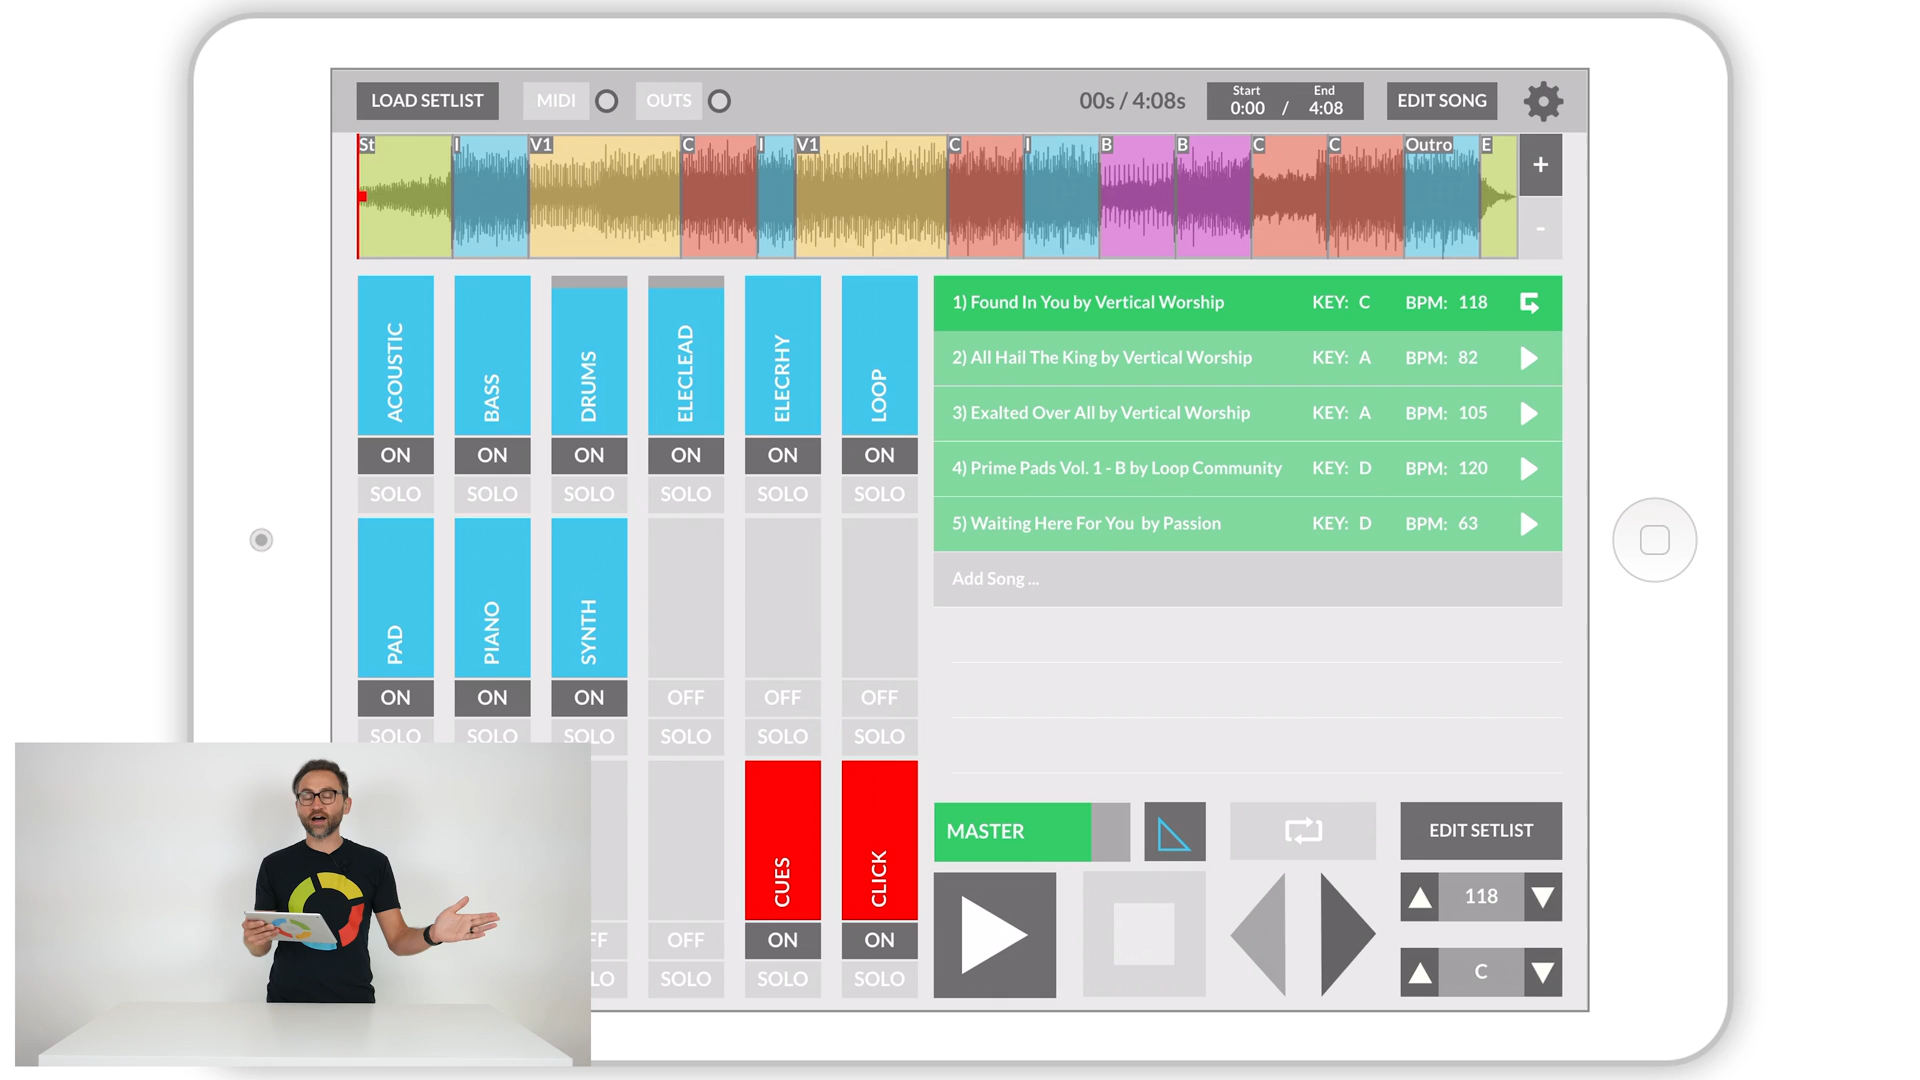 LOAD SETLIST
MIDI
OUTS
00s / 4:08s
Start
0:00
/
End
4:08
EDIT SONG
St
I
V1
C
I
V1
C
I
B
B
C
C
Outro
E
+
-
ACOUSTIC
BASS
DRUMS
ELECLEAD
ELECRHY
LOOP
ON
ON
ON
ON
ON
ON
SOLO
SOLO
SOLO
SOLO
SOLO
SOLO
PAD
PIANO
SYNTH
ON
ON
ON
OFF
OFF
OFF
SOLO
SOLO
SOLO
SOLO
SOLO
SOLO
CUES
CLICK
FF
OFF
ON
ON
LO
SOLO
SOLO
SOLO
1) Found In You by Vertical Worship KEY: C BPM: 118
2) All Hail The King by Vertical Worship KEY: A BPM: 82
3) Exalted Over All by Vertical Worship KEY: A BPM: 105
4) Prime Pads Vol. 1 - B by Loop Community KEY: D BPM: 120
5) Waiting Here For You by Passion KEY: D BPM: 63
Add Song ...
MASTER
EDIT SETLIST
118
C